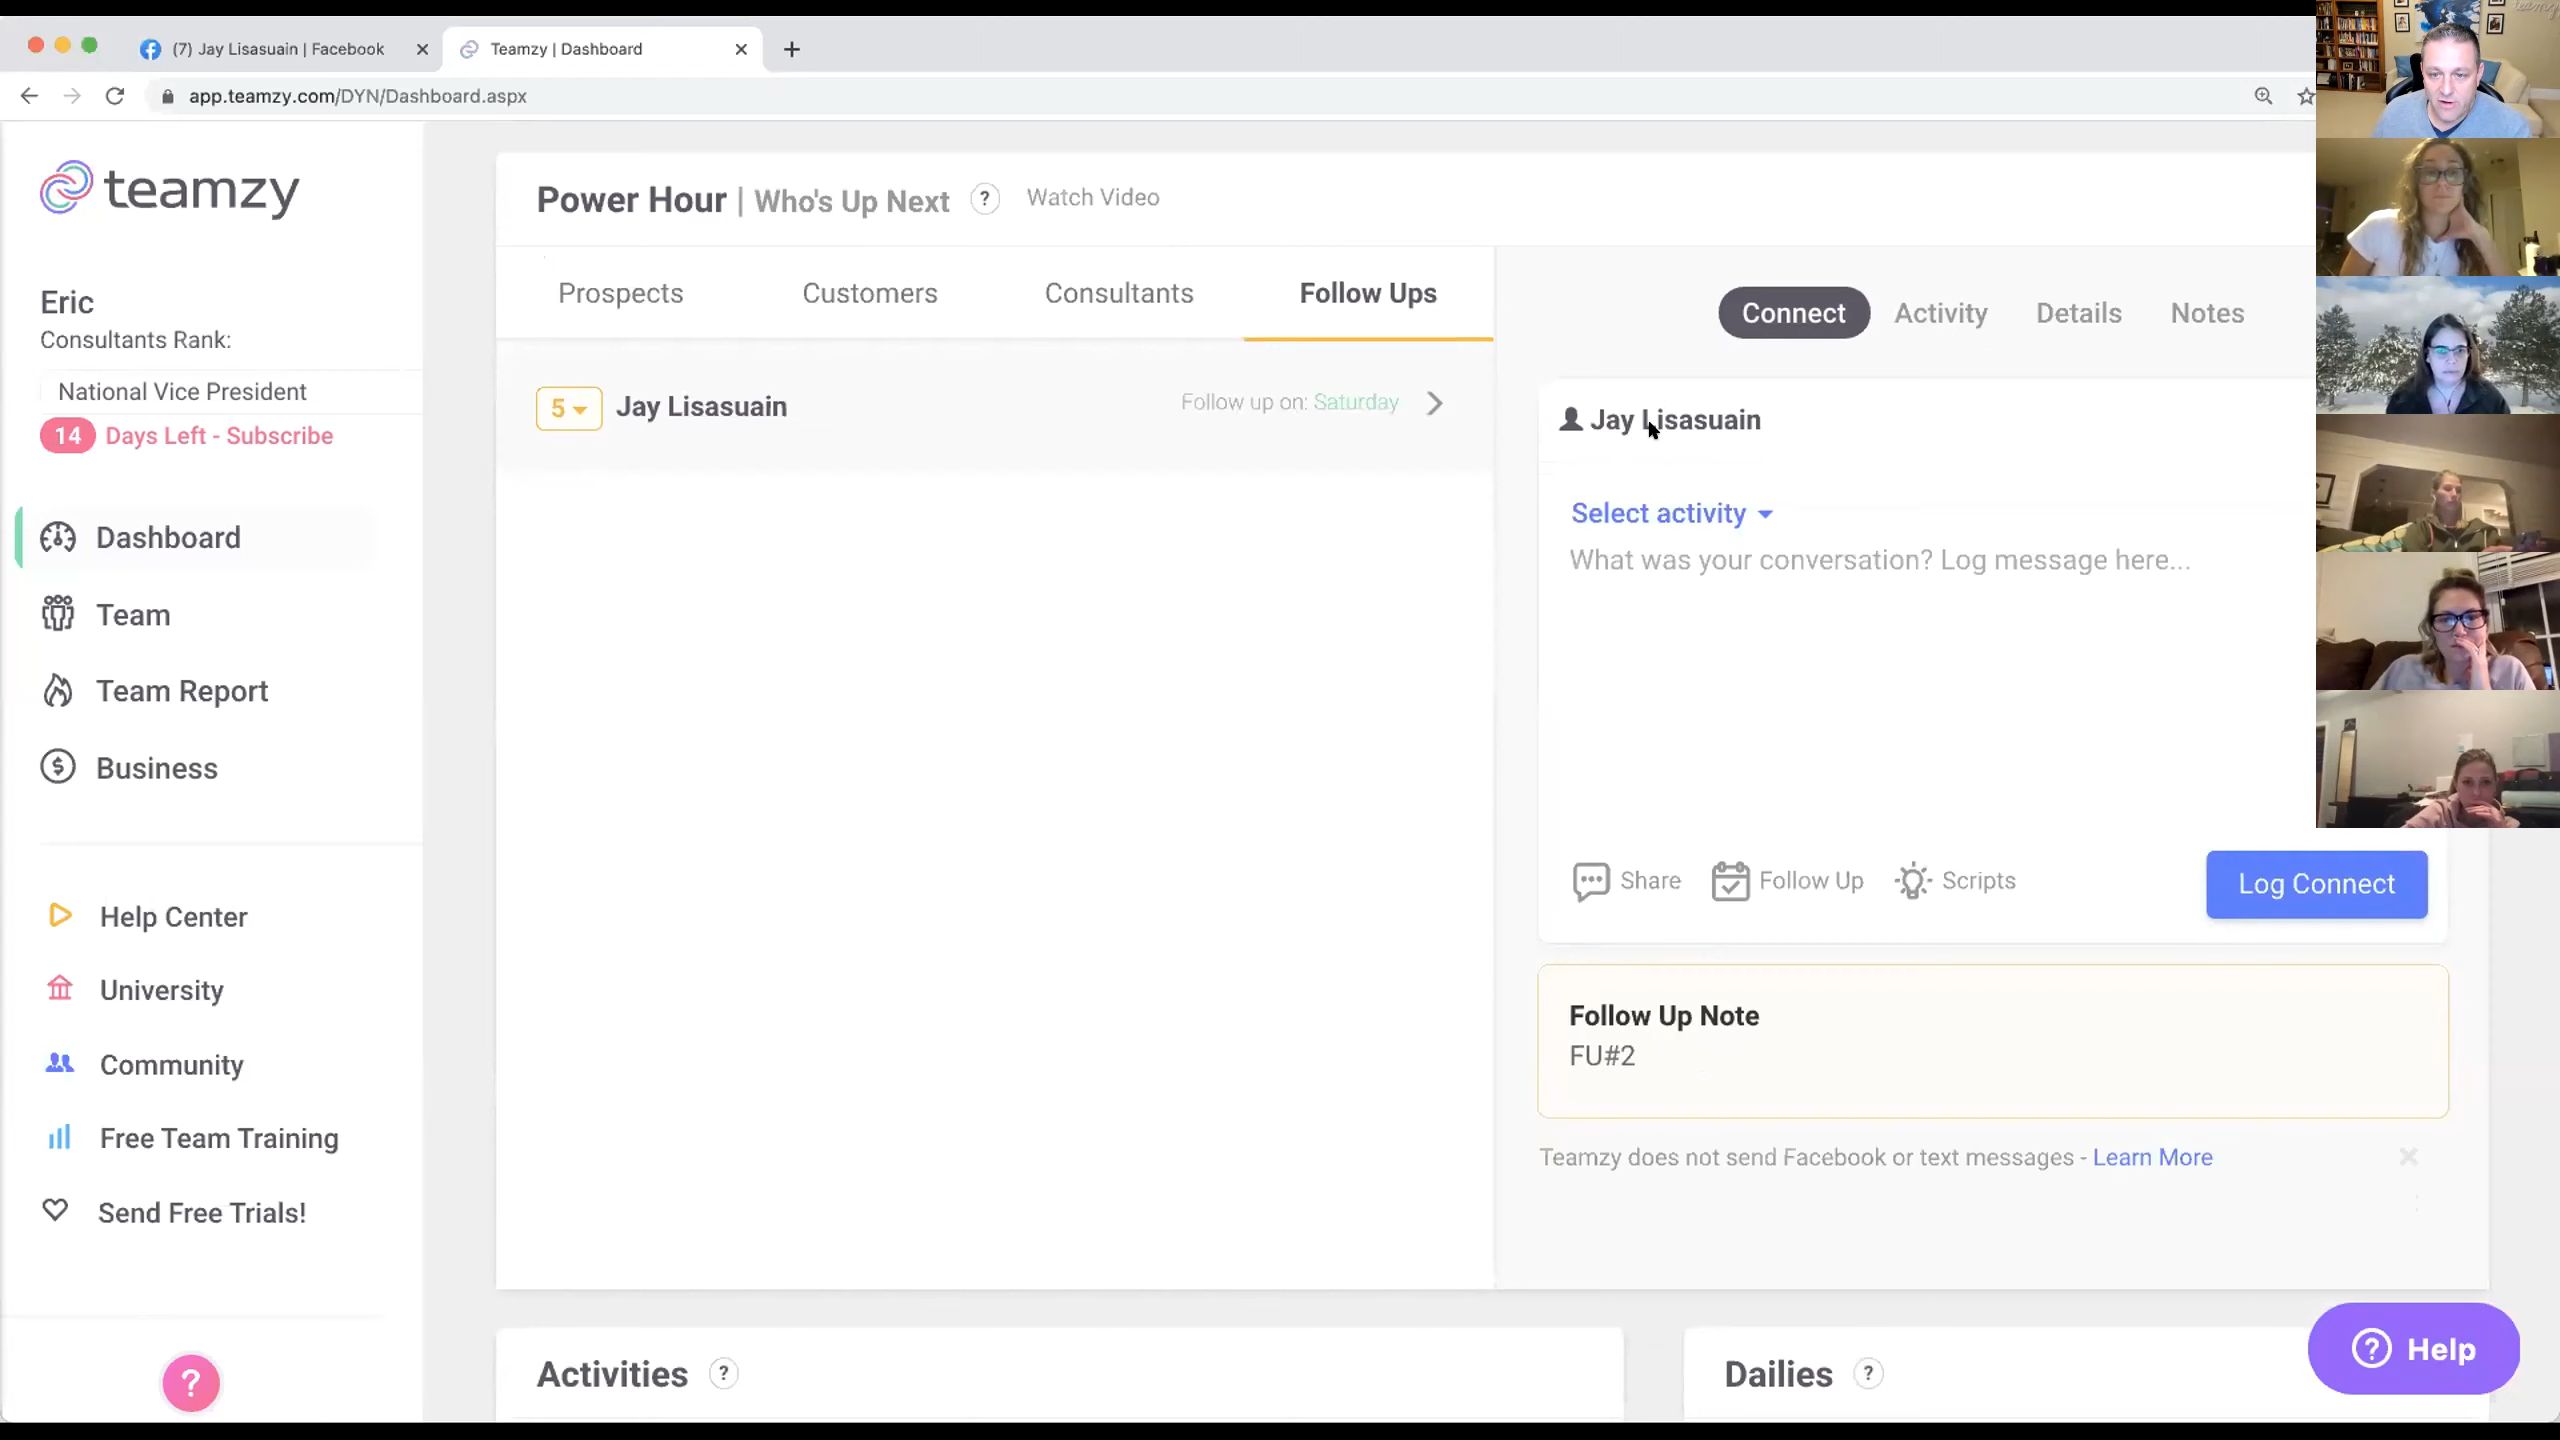 (7) Jay Lisasuain | Facebook
Teamzy | Dashboard
app.teamzy.com/DYN/Dashboard.aspx
teamzy
Eric
Consultants Rank:
National Vice President
14 Days Left - Subscribe
Dashboard
Team
Team Report
Business
Help Center
University
Community
Free Team Training
Send Free Trials!
?
Power Hour | Who's Up Next ? Watch Video
Prospects Customers Consultants Follow Ups
5 Jay Lisasuain Follow up on: Saturday
Connect Activity Details Notes
Jay Lisasuain
Select activity
What was your conversation? Log message here...
Share Follow Up Scripts Log Connect
Follow Up Note
FU#2
Teamzy does not send Facebook or text messages - Learn More
Activities ?
Dailies ?
? Help